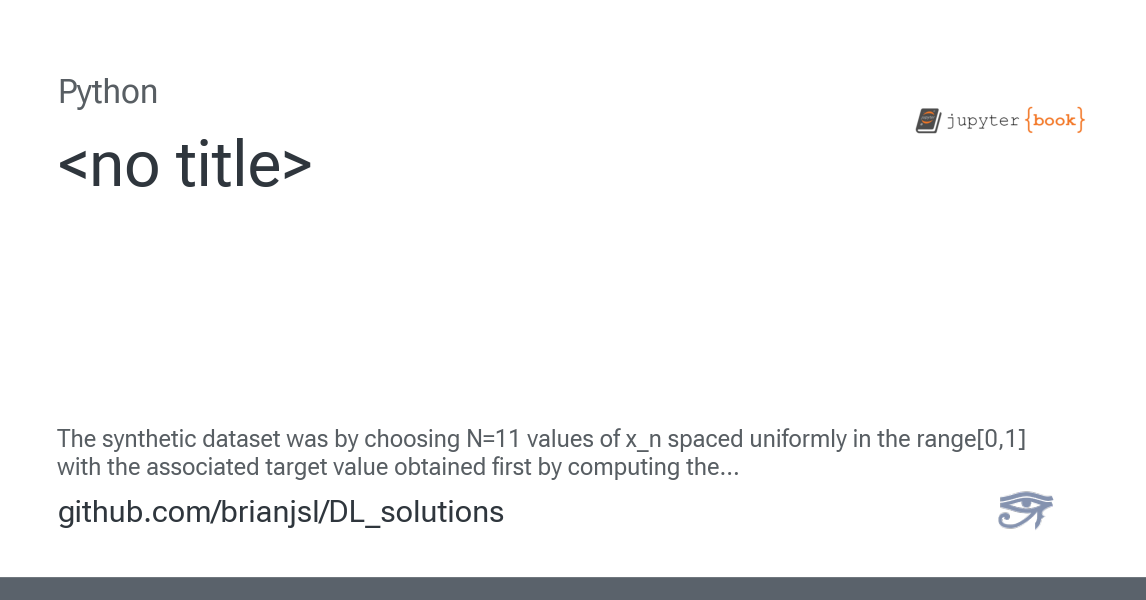 Python
jupyter {book}
<no title>
The synthetic dataset was by choosing N=11 values of x_n spaced uniformly in the range[0,1]
with the associated target value obtained first by computing the...
github.com/brianjsl/DL_solutions